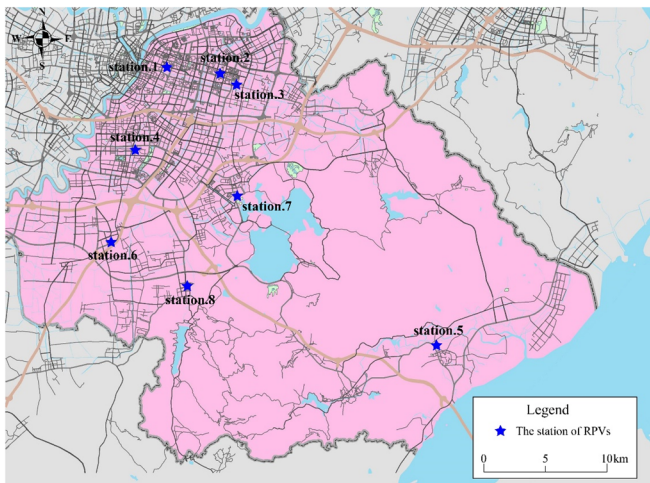 N
W E
S
station.1
station.2
station.3
station.4
station.7
station.6
station.8
station.5
Legend
The station of RPVs
0 5 10km